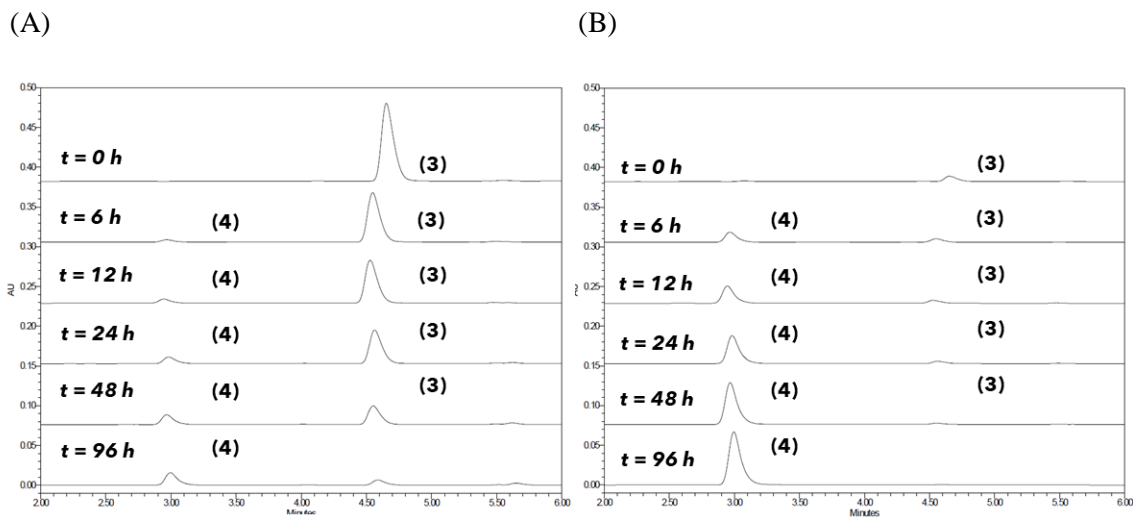 (A)
(B)
0.50
0.45
0.40
0.35
0.30
0.25
0.20
0.15
0.10
0.05
0.00
AU
t = 0 h
(3)
t = 6 h
(4)
(3)
t = 12 h
(4)
(3)
t = 24 h
(4)
(3)
t = 48 h
(4)
(3)
t = 96 h
(4)
2.00 2.50 3.00 3.50 4.00 4.50 5.00 5.50 6.00
Minutes
0.50
0.45
0.40
0.35
0.30
0.25
0.20
0.15
0.10
0.05
0.00
t = 0 h
(3)
t = 6 h
(4)
(3)
t = 12 h
(4)
(3)
t = 24 h
(4)
(3)
t = 48 h
(4)
(3)
t = 96 h
(4)
2.00 2.50 3.00 3.50 4.00 4.50 5.00 5.50 6.00
Minutes